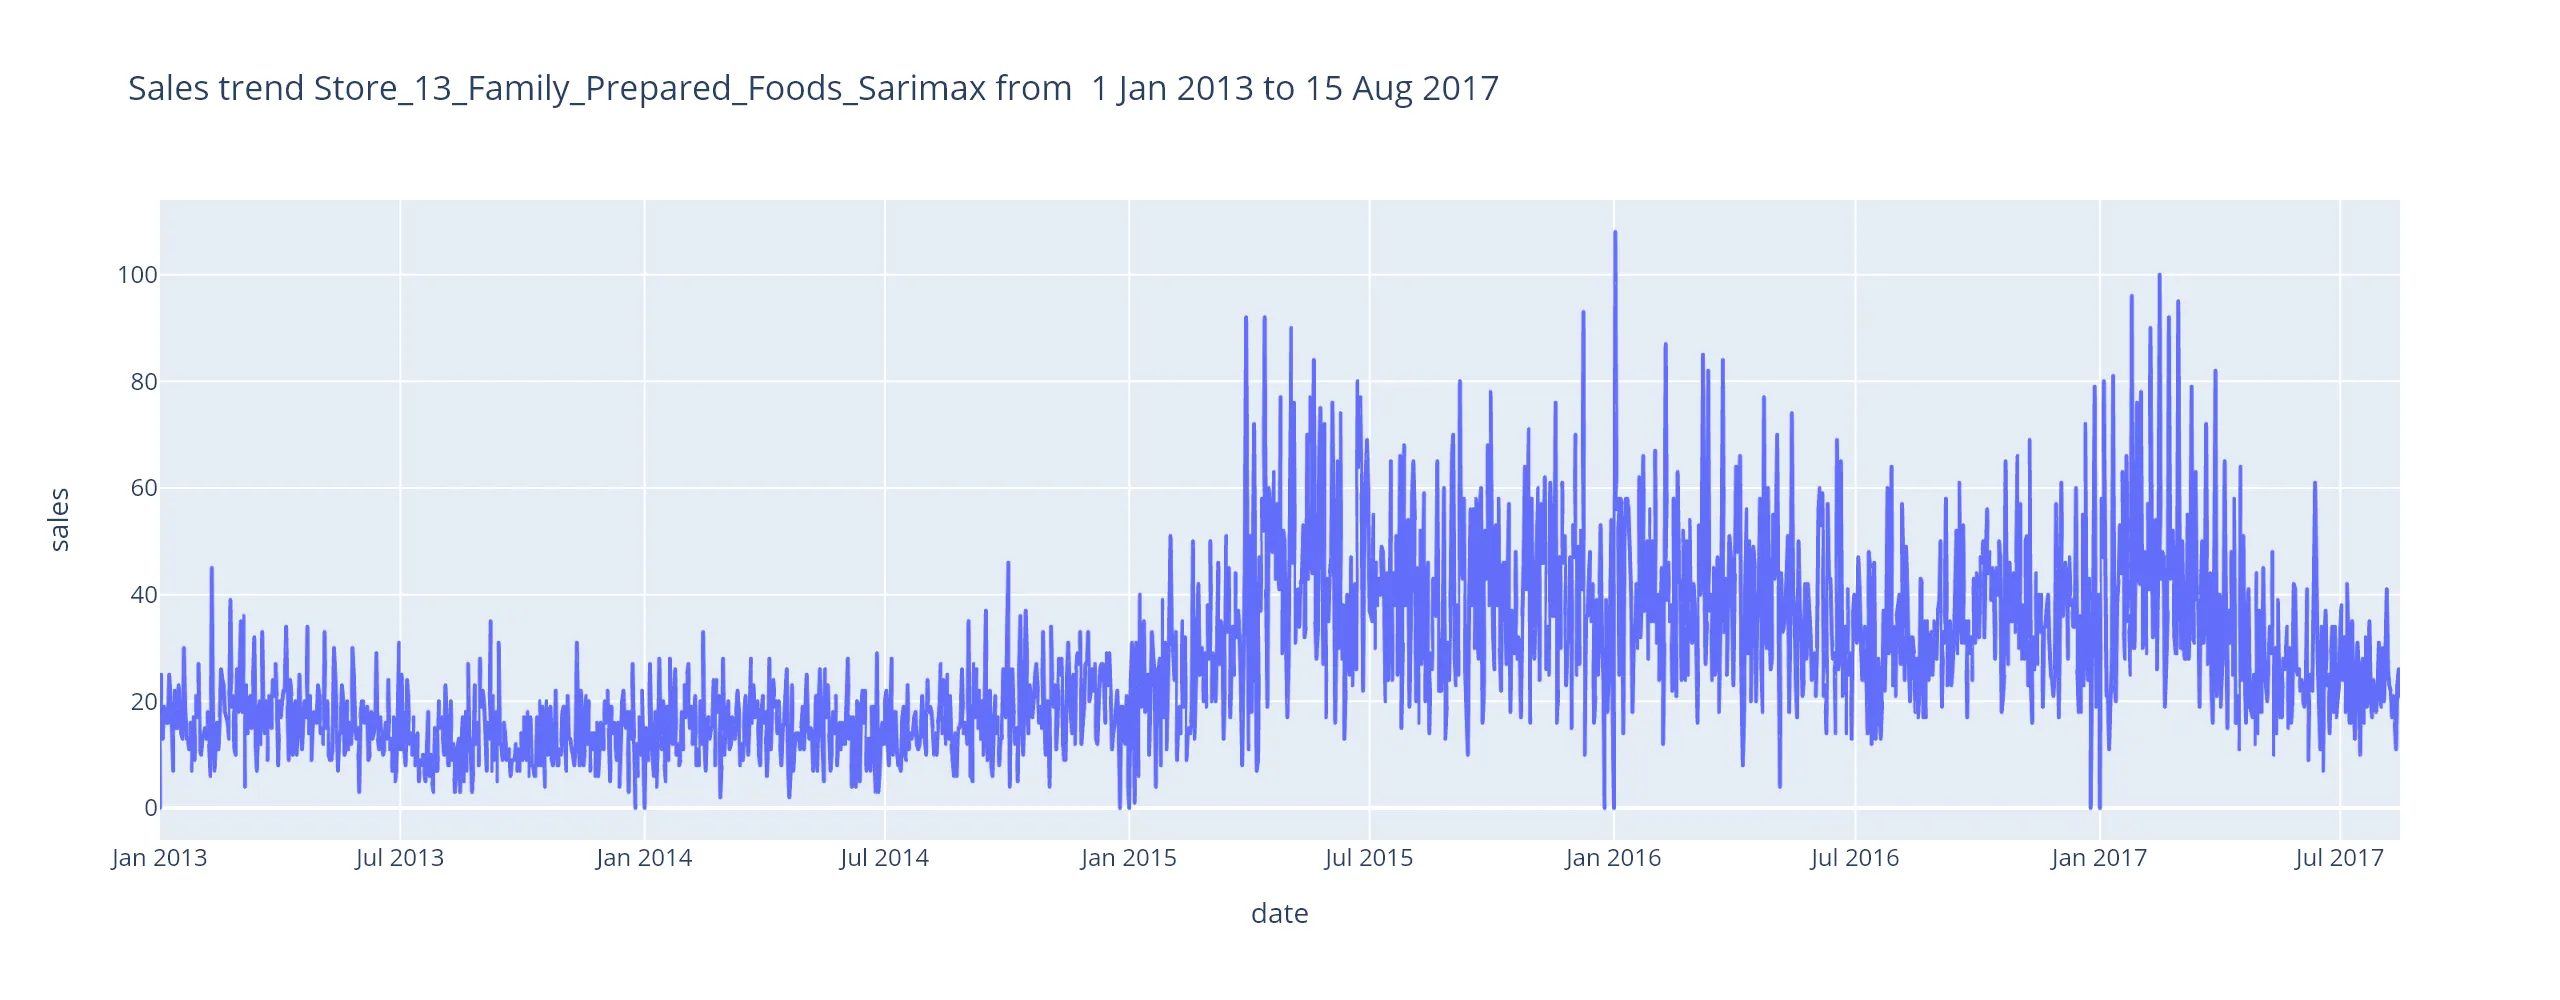 Sales trend Store_13_Family_Prepared_Foods_Sarimax from  1 Jan 2013 to 15 Aug 2017
sales
100
80
60
40
20
0
Jan 2013 Jul 2013 Jan 2014 Jul 2014 Jan 2015 Jul 2015 Jan 2016 Jul 2016 Jan 2017 Jul 2017
date